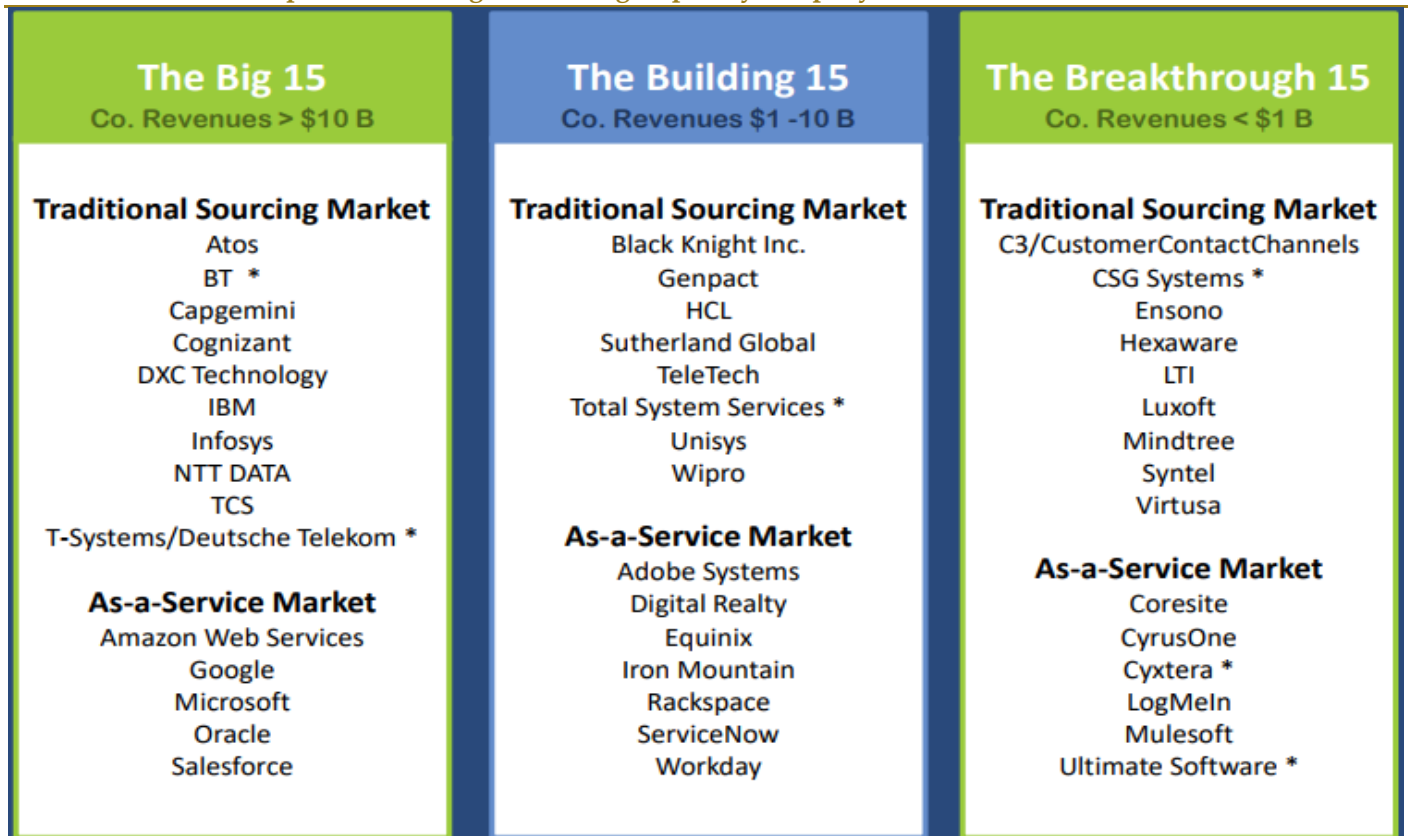 The Big 15
Co. Revenues > $10 B
Traditional Sourcing Market
Atos
BT *
Capgemini
Cognizant
DXC Technology
IBM
Infosys
NTT DATA
TCS
T-Systems/Deutsche Telekom *
As-a-Service Market
Amazon Web Services
Google
Microsoft
Oracle
Salesforce
The Building 15
Co. Revenues $1 -10 B
Traditional Sourcing Market
Black Knight Inc.
Genpact
HCL
Sutherland Global
TeleTech
Total System Services *
Unisys
Wipro
As-a-Service Market
Adobe Systems
Digital Realty
Equinix
Iron Mountain
Rackspace
ServiceNow
Workday
The Breakthrough 15
Co. Revenues < $1 B
Traditional Sourcing Market
C3/CustomerContactChannels
CSG Systems *
Ensono
Hexaware
LTI
Luxoft
Mindtree
Syntel
Virtusa
As-a-Service Market
Coresite
CyrusOne
Cyxtera *
LogMeIn
Mulesoft
Ultimate Software *